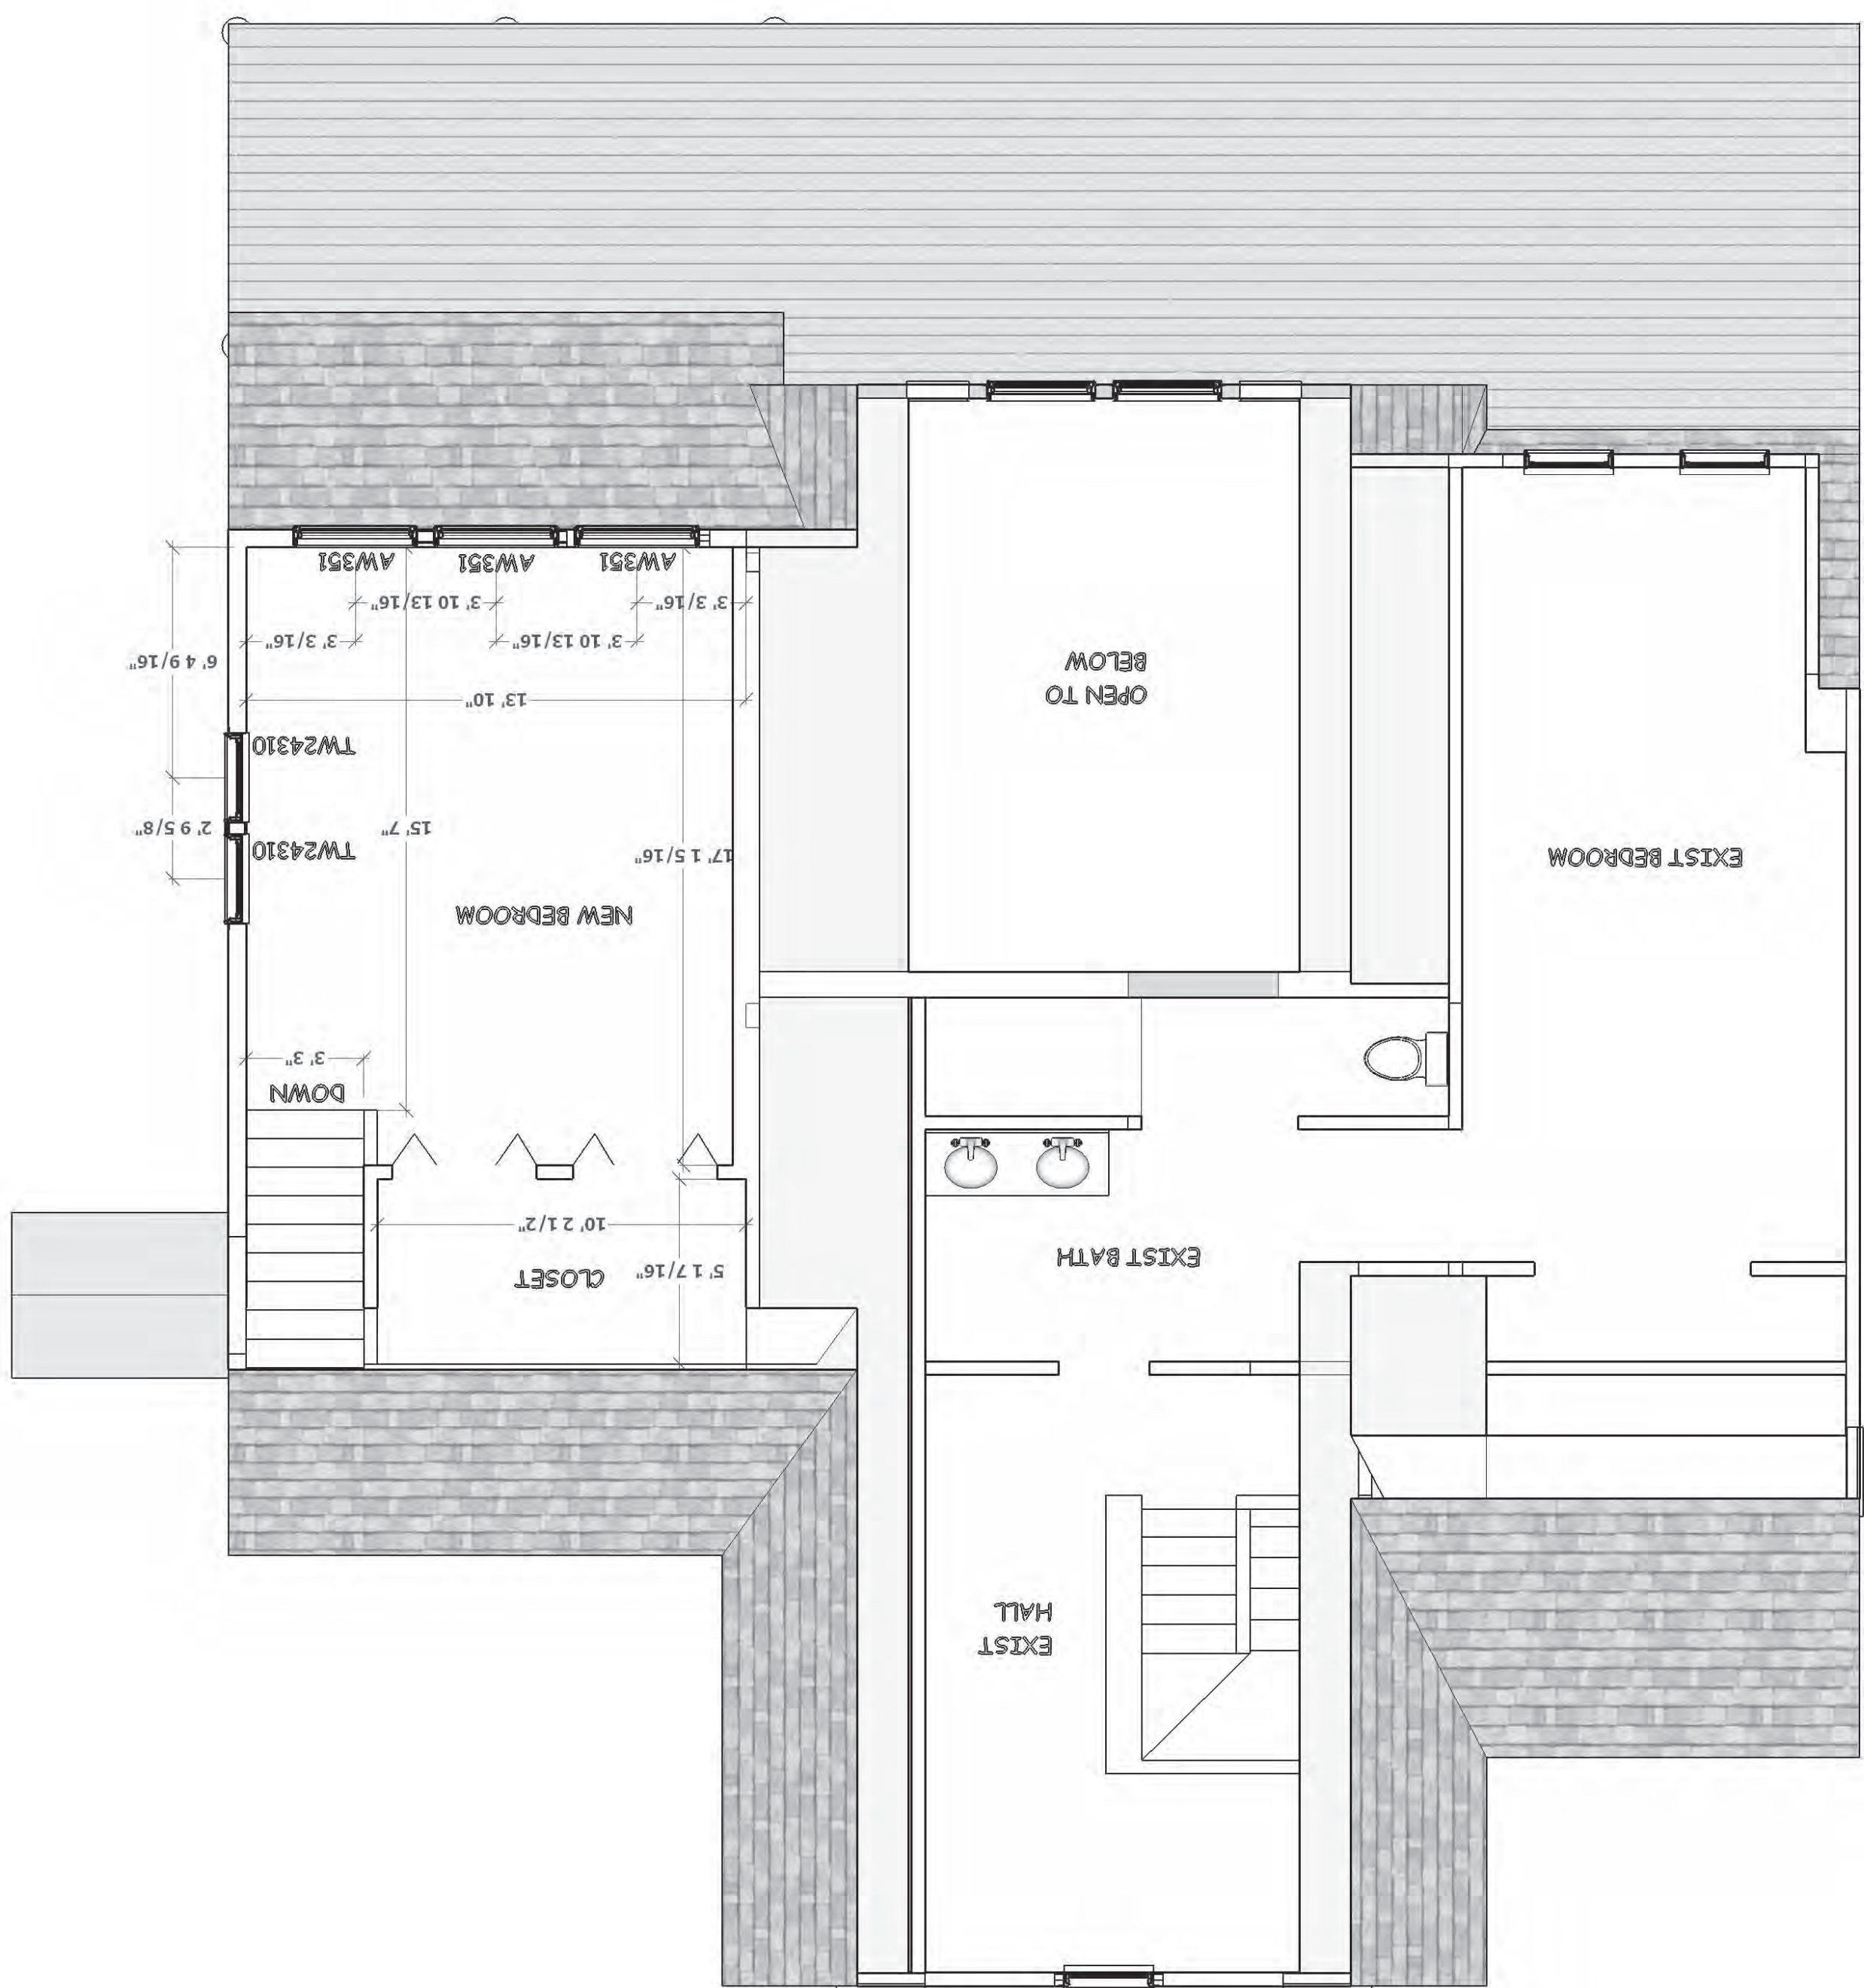 EXIST
HALL
EXIST BATH
5' 1 7/16"
CLOSET
10' 2 1/2"
DOWN
3' 3"
NEW BEDROOM
EXIST BEDROOM
17' 1 5/16"
TW24310
15' 7"
2' 9 5/8"
TW24310
OPEN TO
BELOW
13' 10"
6' 4 9/16"
3' 10 13/16"
3' 3/16"
3' 3/16"
3' 10 13/16"
AW351
AW351
AW351